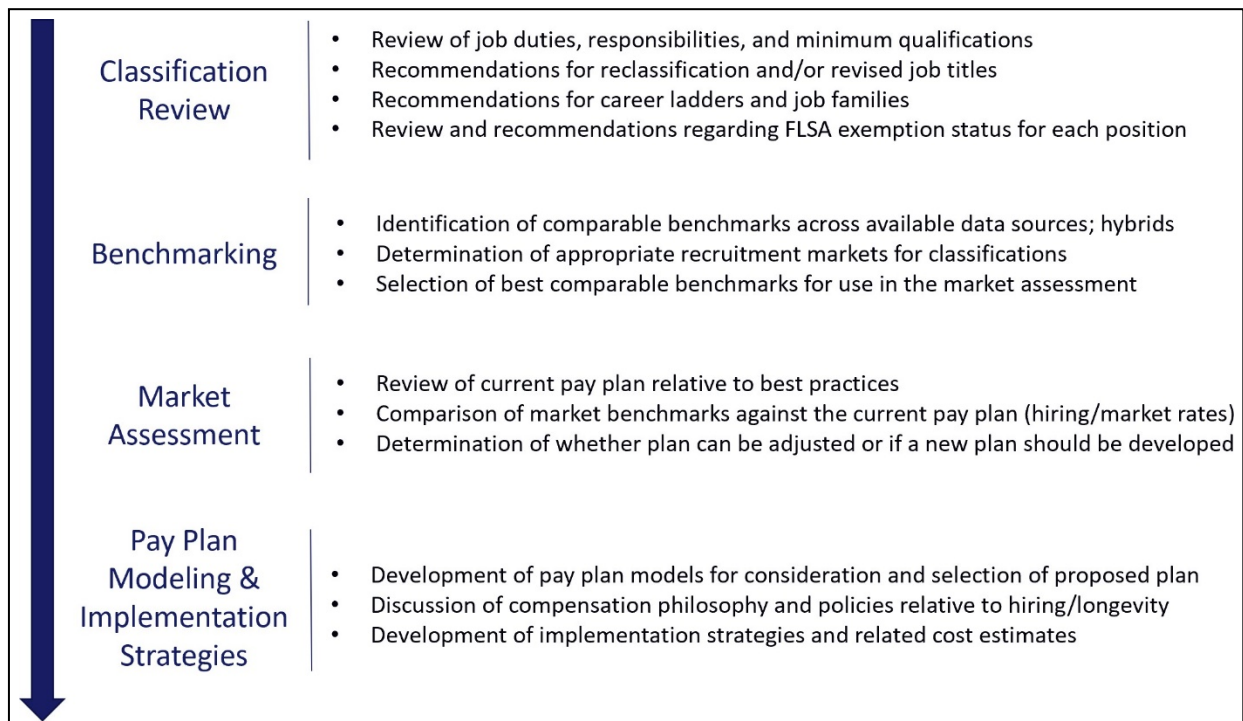 Classification
Review
• Review of job duties, responsibilities, and minimum qualifications
• Recommendations for reclassification and/or revised job titles
• Recommendations for career ladders and job families
• Review and recommendations regarding FLSA exemption status for each position
Benchmarking
• Identification of comparable benchmarks across available data sources; hybrids
• Determination of appropriate recruitment markets for classifications
• Selection of best comparable benchmarks for use in the market assessment
Market
Assessment
• Review of current pay plan relative to best practices
• Comparison of market benchmarks against the current pay plan (hiring/market rates)
• Determination of whether plan can be adjusted or if a new plan should be developed
Pay Plan
Modeling &
Implementation
Strategies
• Development of pay plan models for consideration and selection of proposed plan
• Discussion of compensation philosophy and policies relative to hiring/longevity
• Development of implementation strategies and related cost estimates